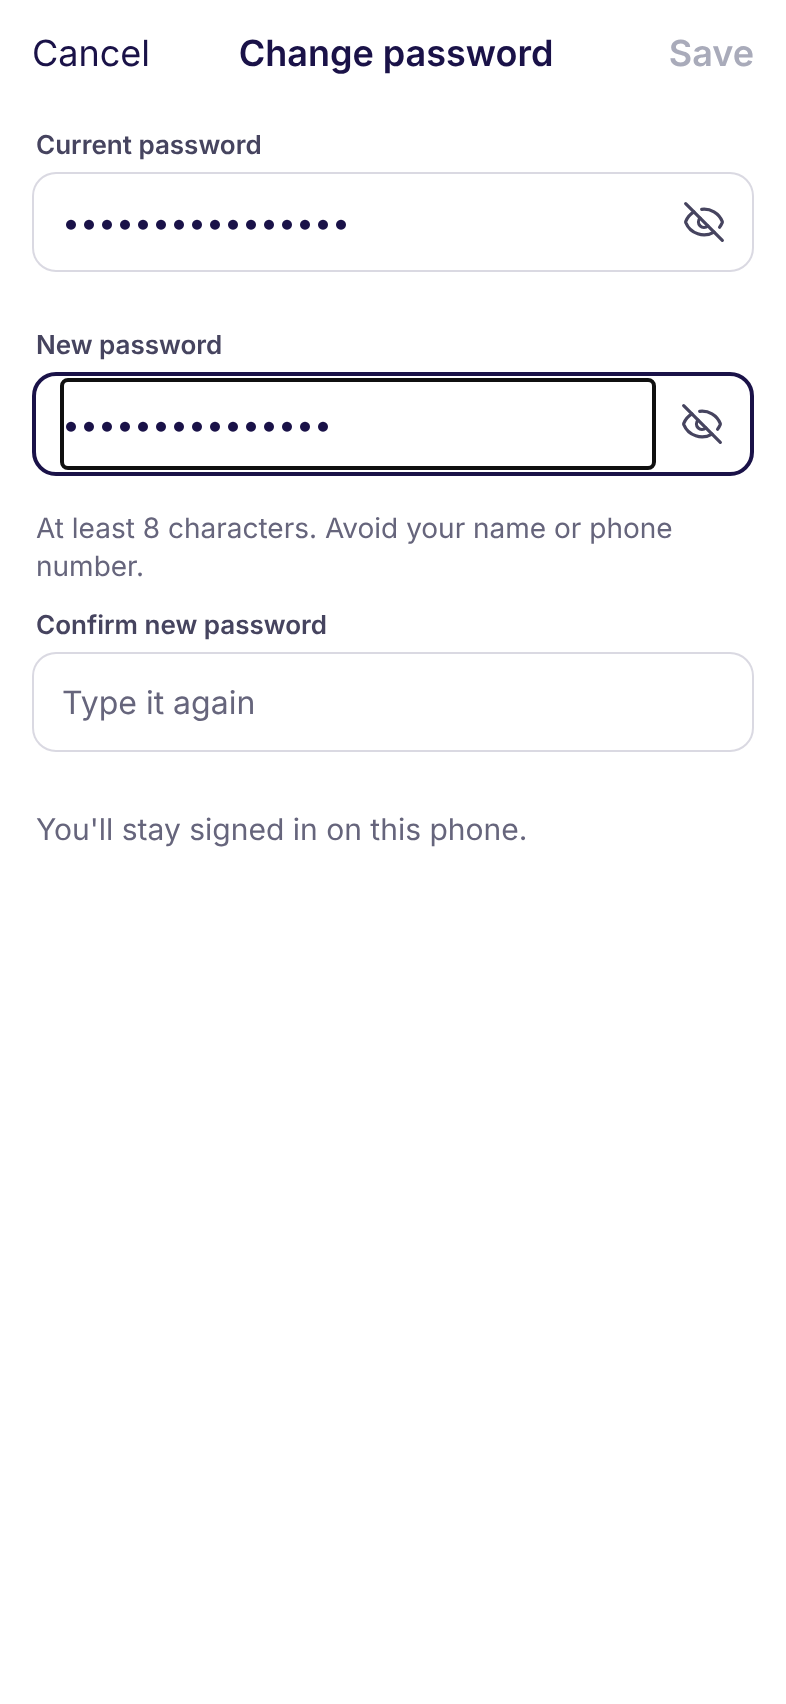 Cancel
Change password
Save
Current password
••••••••••••••••
New password
•••••••••••••••
At least 8 characters. Avoid your name or phone
number.
Confirm new password
Type it again
You'll stay signed in on this phone.